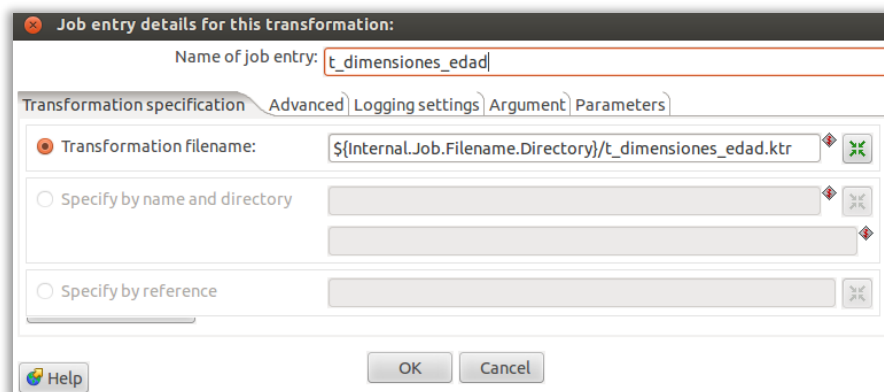 Job entry details for this transformation:
Name of job entry: t_dimensiones_edad
Transformation specification Advanced Logging settings Argument Parameters
Transformation filename: ${Internal.Job.Filename.Directory}/t_dimensiones_edad.ktr
Specify by name and directory
Specify by reference
OK Cancel
Help